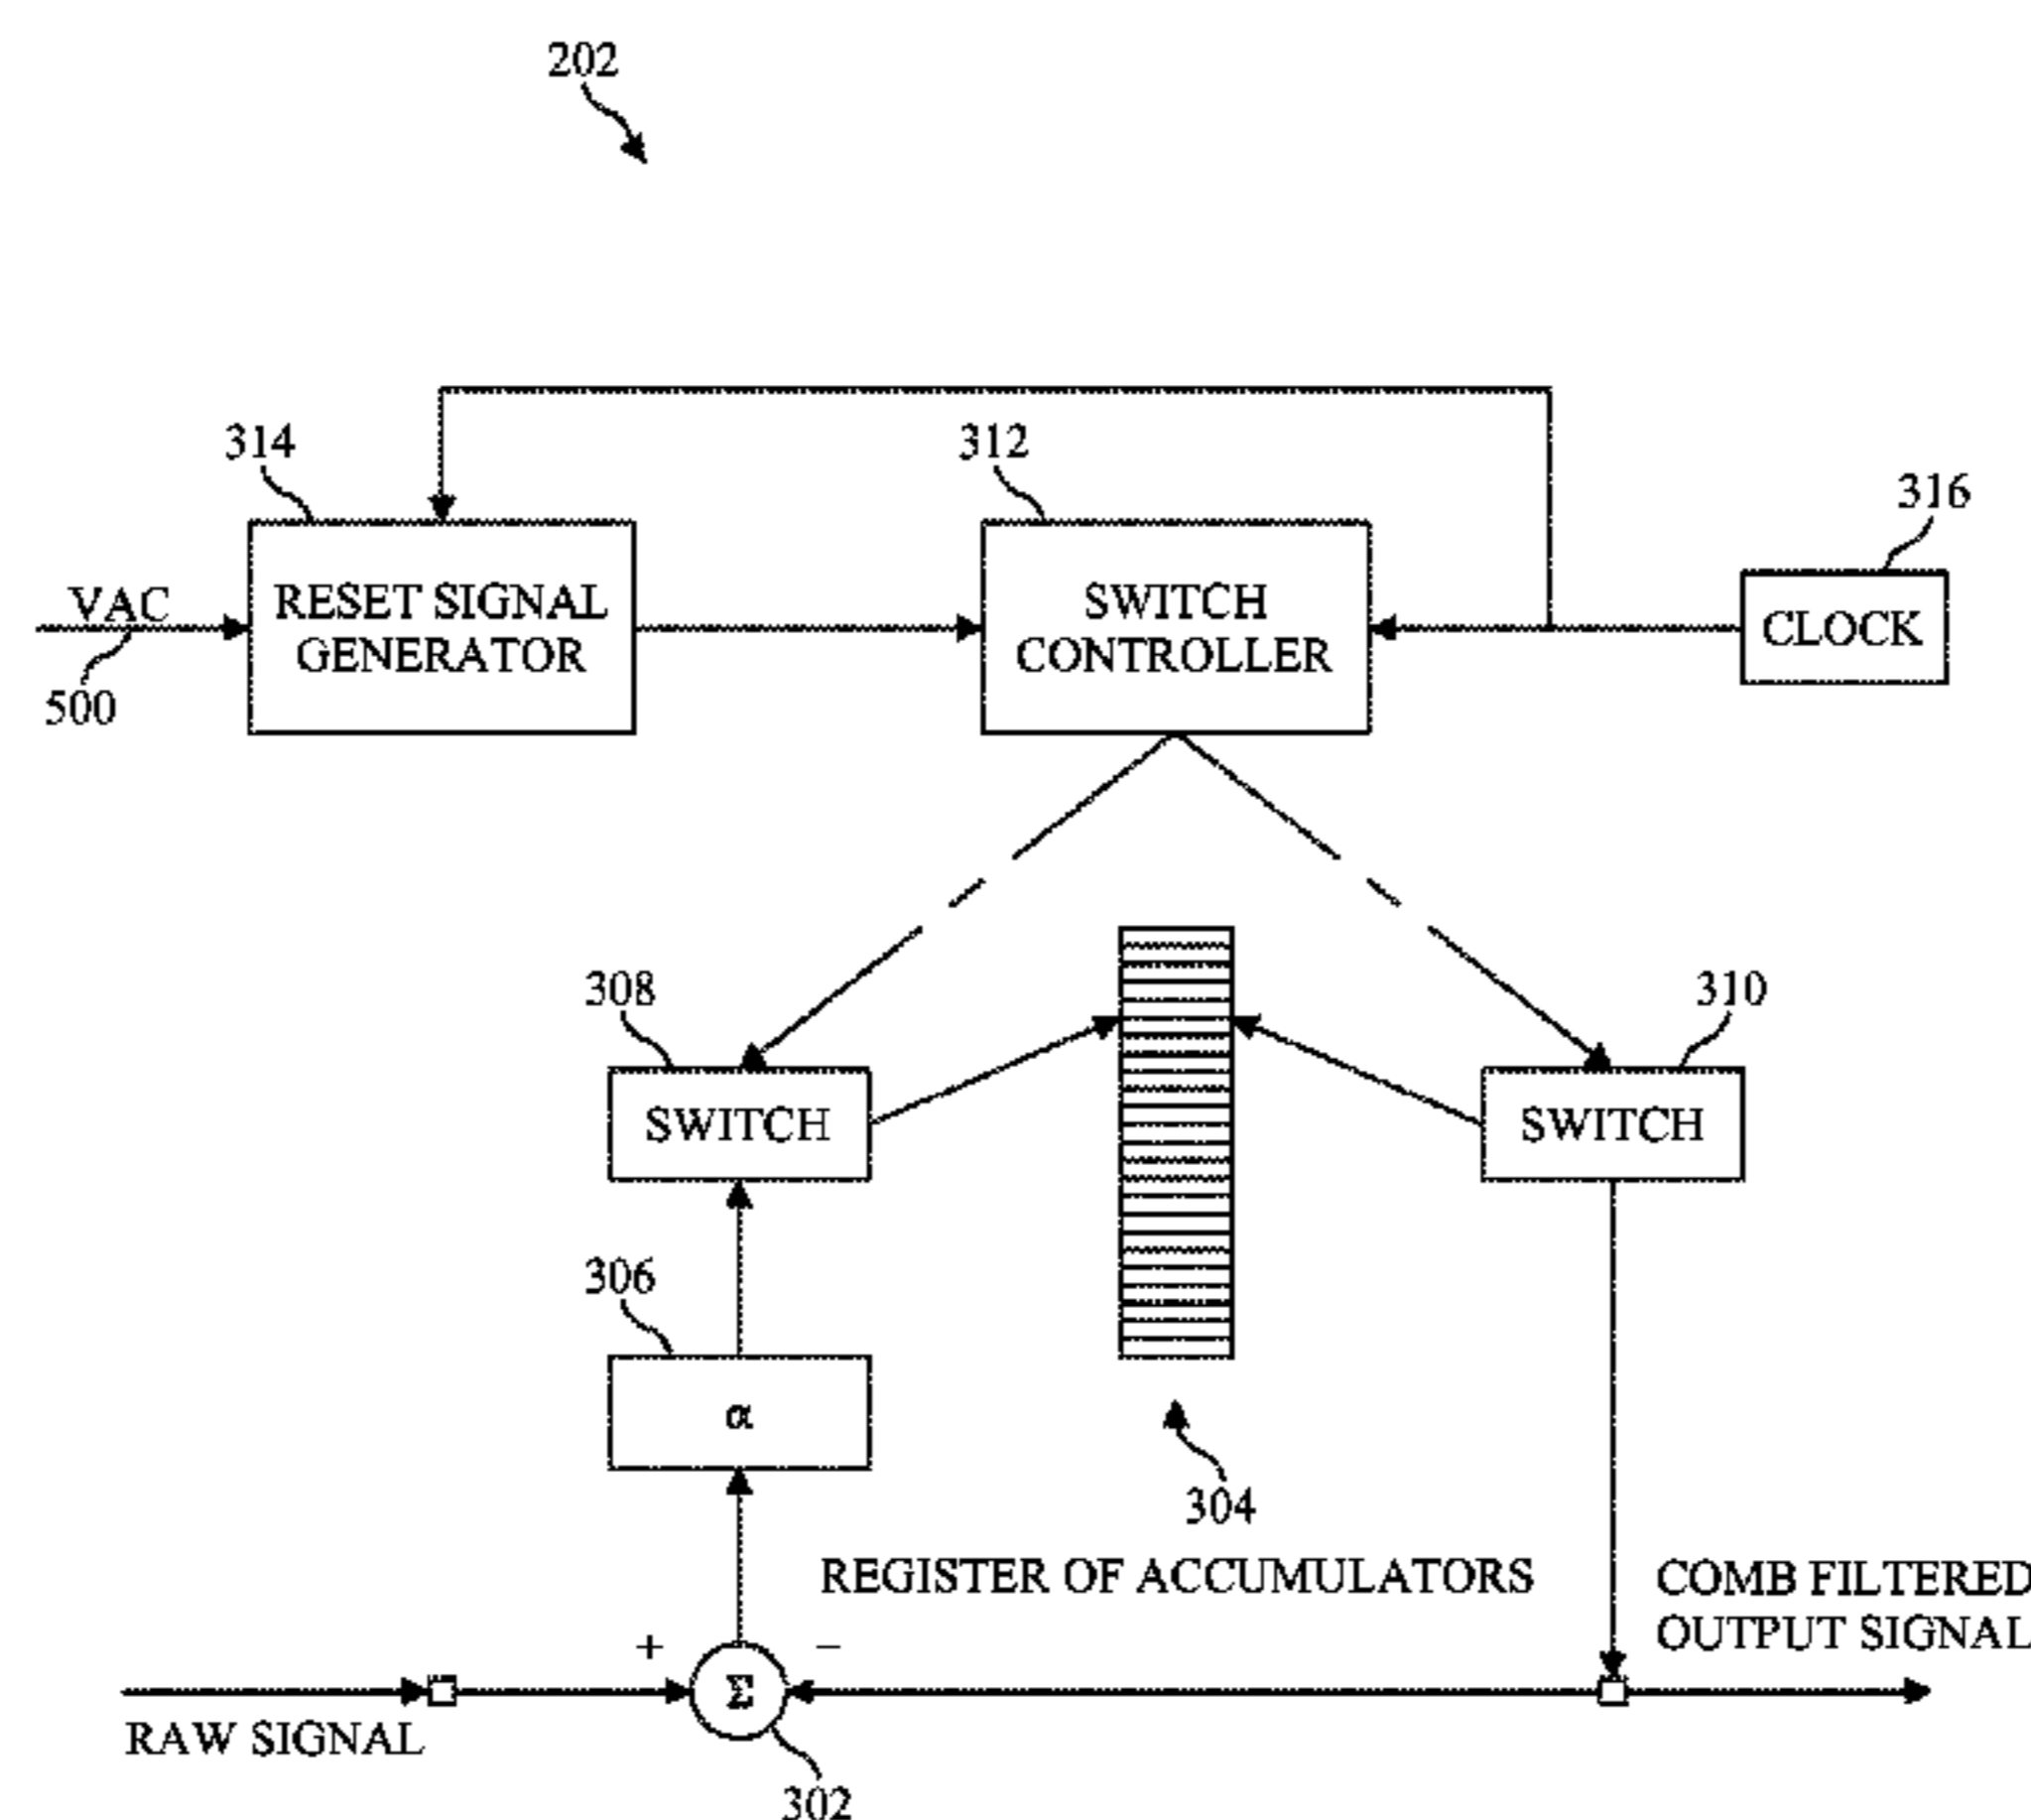 202
314
312
316
VAC
500
RESET SIGNAL
GENERATOR
SWITCH
CONTROLLER
CLOCK
308
310
SWITCH
SWITCH
306
α
304
REGISTER OF ACCUMULATORS
COMB FILTERED
OUTPUT SIGNAL
+
−
Σ
RAW SIGNAL
302